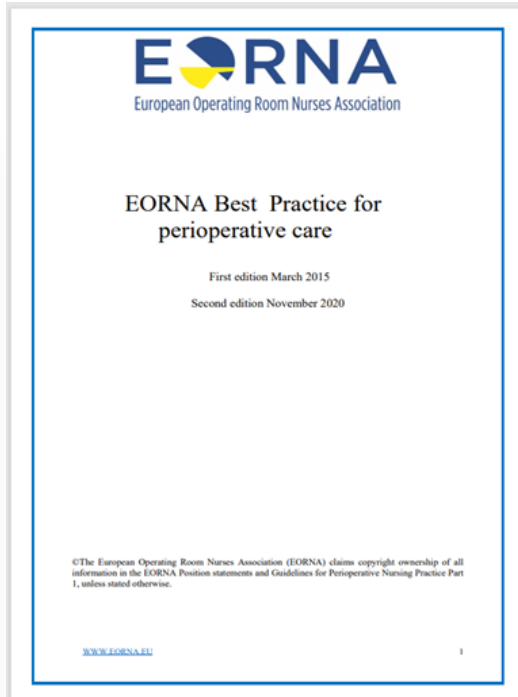 EORNA
European Operating Room Nurses Association
EORNA Best Practice for
perioperative care
First edition March 2015
Second edition November 2020
©The European Operating Room Nurses Association (EORNA) claims copyright ownership of all
information in the EORNA Position statements and Guidelines for Perioperative Nursing Practice Part
1, unless stated otherwise.
WWW.EORNA.EU 1